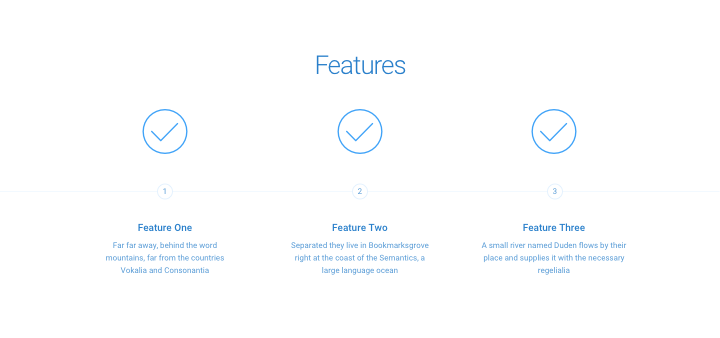 Features
1
2
3
Feature One
Far far away, behind the word
mountains, far from the countries
Vokalia and Consonantia
Feature Two
Separated they live in Bookmarksgrove
right at the coast of the Semantics, a
large language ocean
Feature Three
A small river named Duden flows by their
place and supplies it with the necessary
regelialia